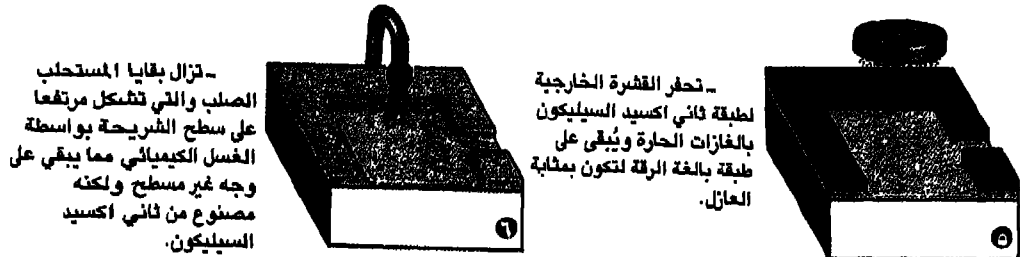 ـ تحفر القشرة الخارجية
لطبقة ثاني اكسيد السيليكون
بالغازات الحارة ويُبقى على
طبقة بالغة الرقة لتكون بمثابة
العازل.
٥
ـ تزال بقايا المستحلب
الصلب والتي تشكل مرتفعا
على سطح الشريحة بواسطة
الغسل الكيميائي مما يبقي على
وجه غير مسطح ولكنه
مصنوع من ثاني اكسيد
السيليكون.
٦